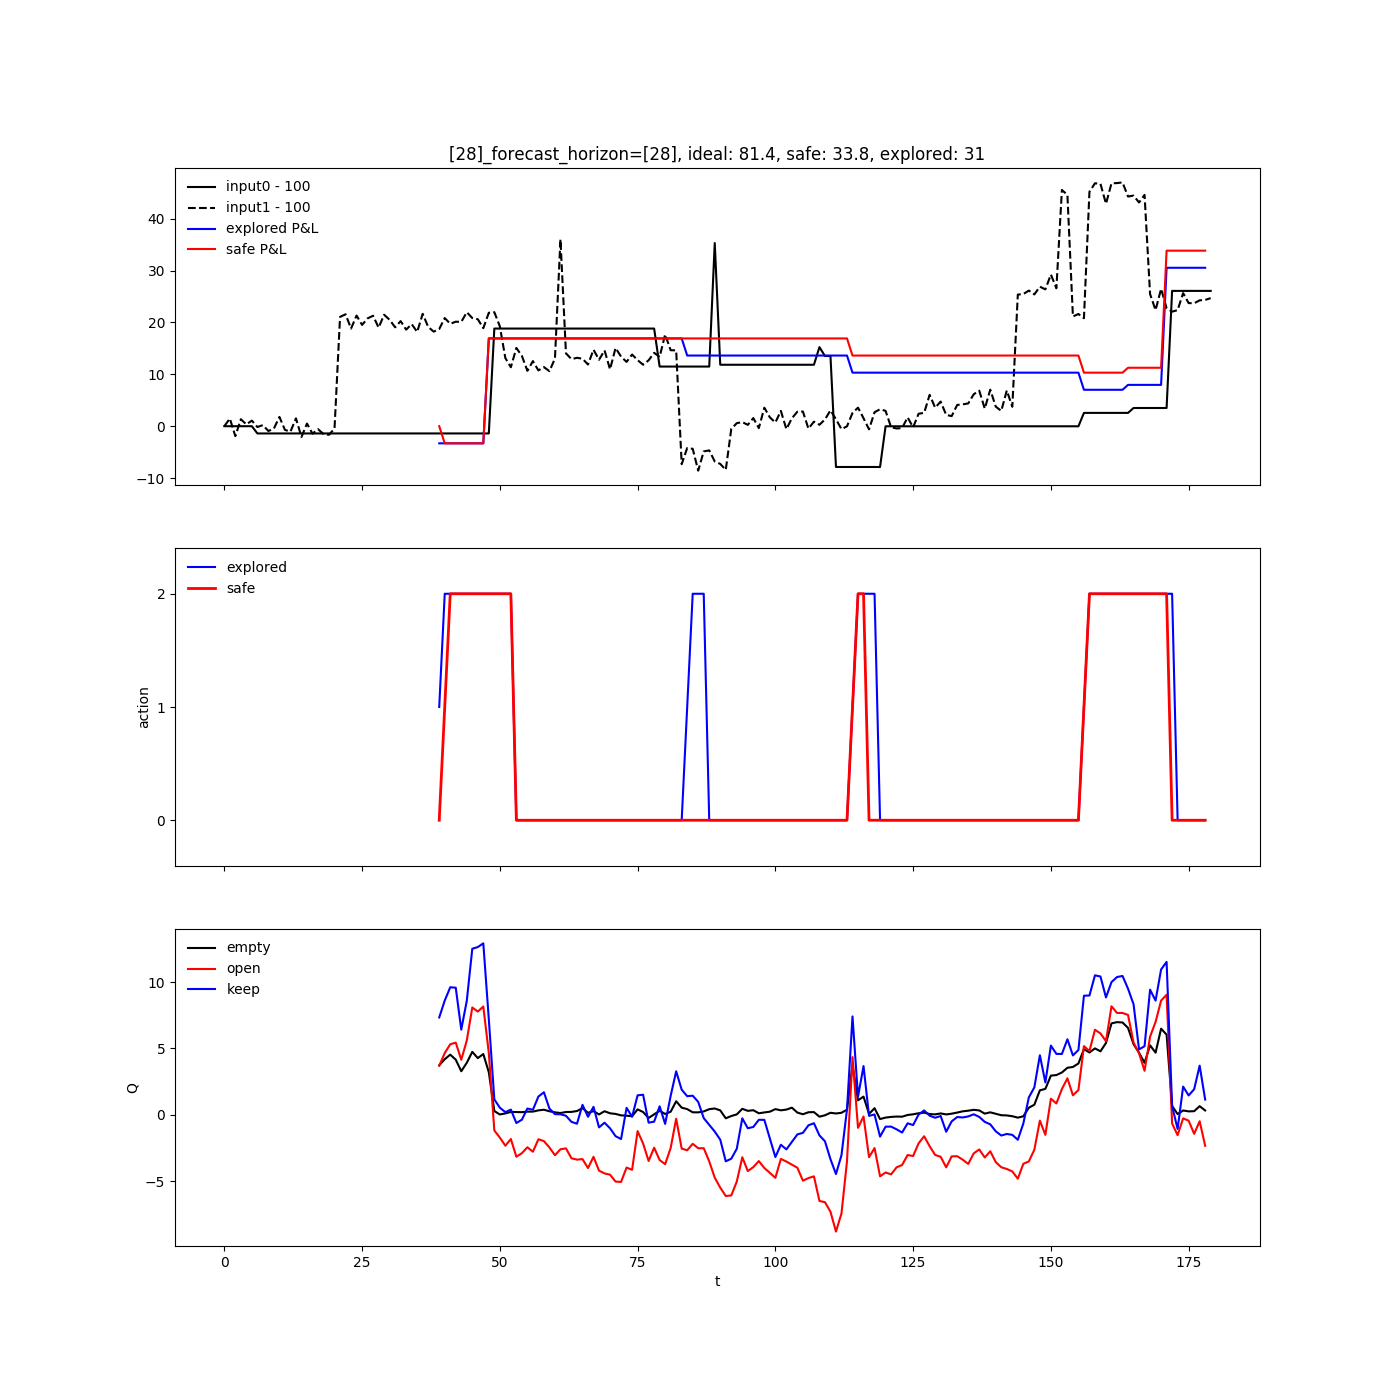 [28]_forecast_horizon=[28], ideal: 81.4, safe: 33.8, explored: 31
input0 - 100
input1 - 100
explored P&L
safe P&L
40
30
20
10
0
−10
explored
safe
2
1
0
action
empty
open
keep
10
5
0
−5
Q
0 25 50 75 100 125 150 175
t